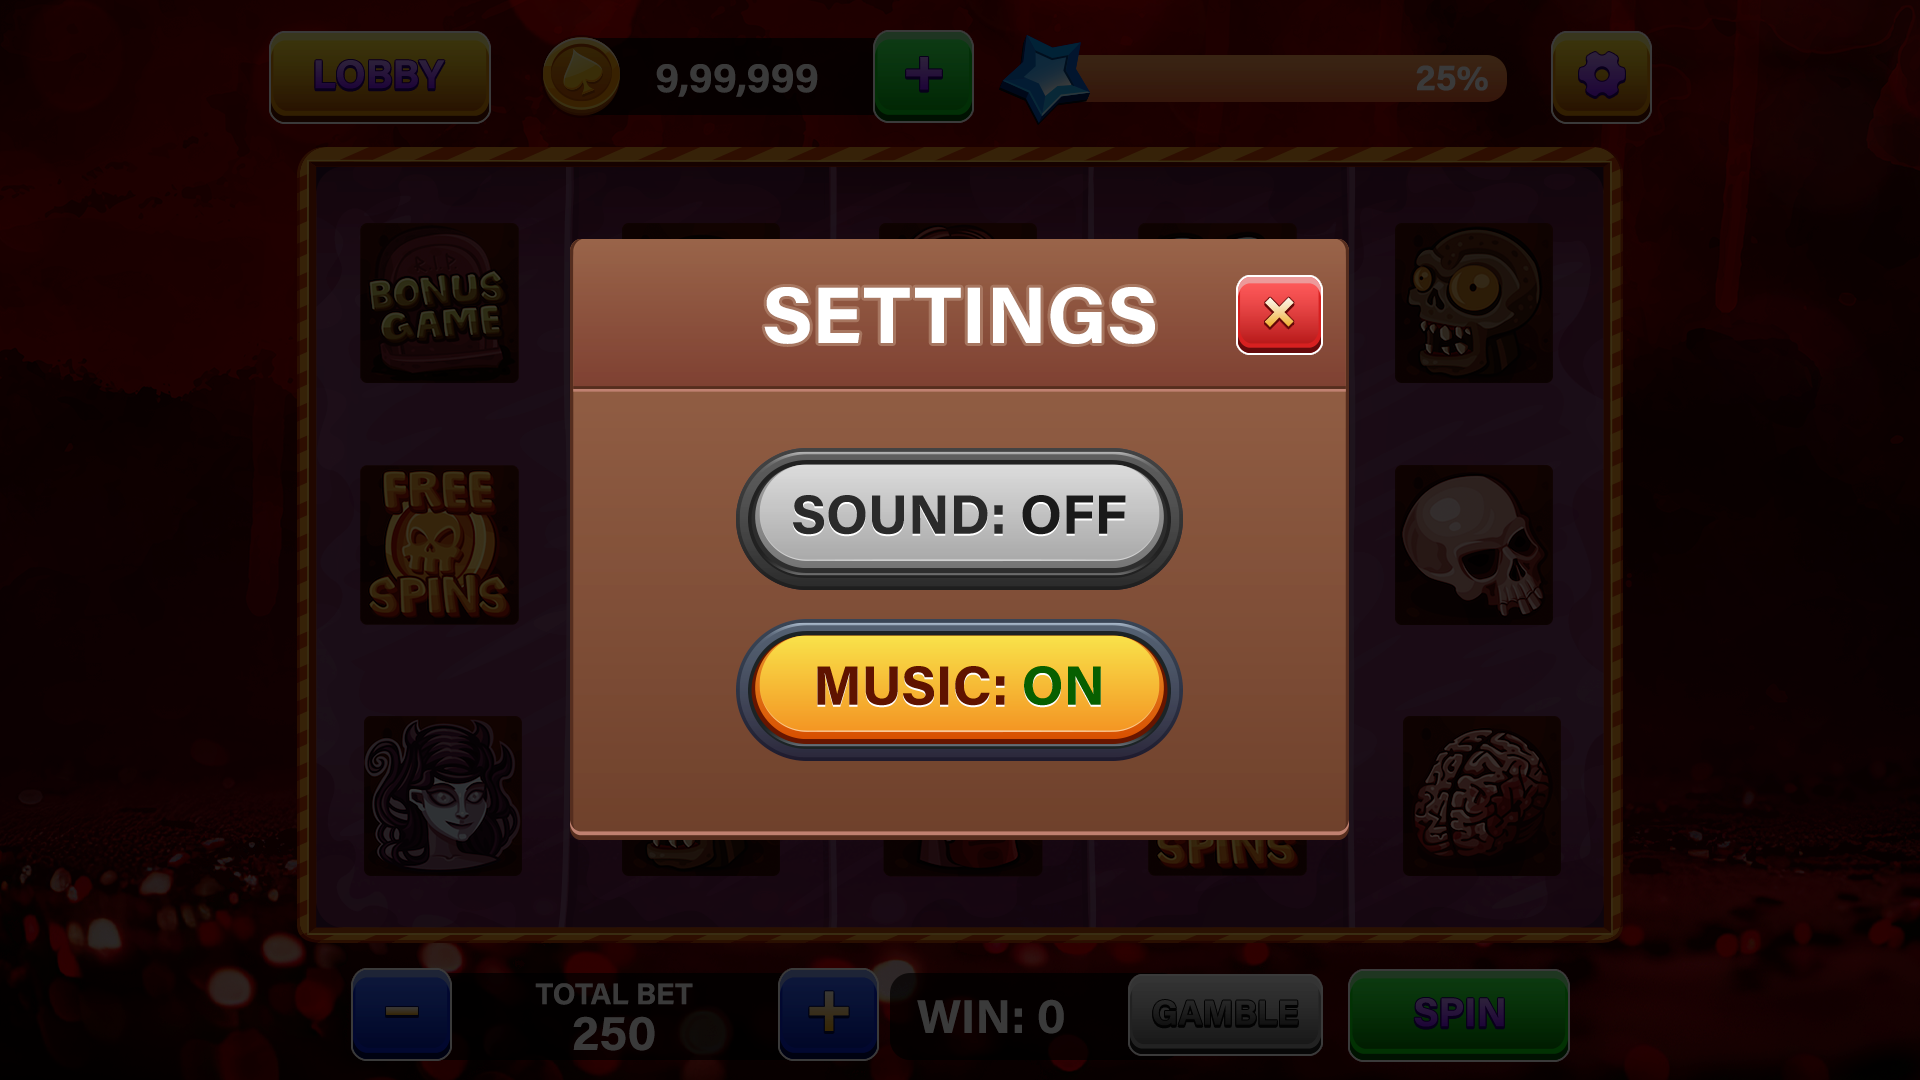 LOBBY
9,99,999
+
25%
BONUS
GAME
SETTINGS
×
FREE
SPINS
SOUND: OFF
MUSIC: ON
SPINS
TOTAL BET
250
−
+
WIN: 0
GAMBLE
SPIN